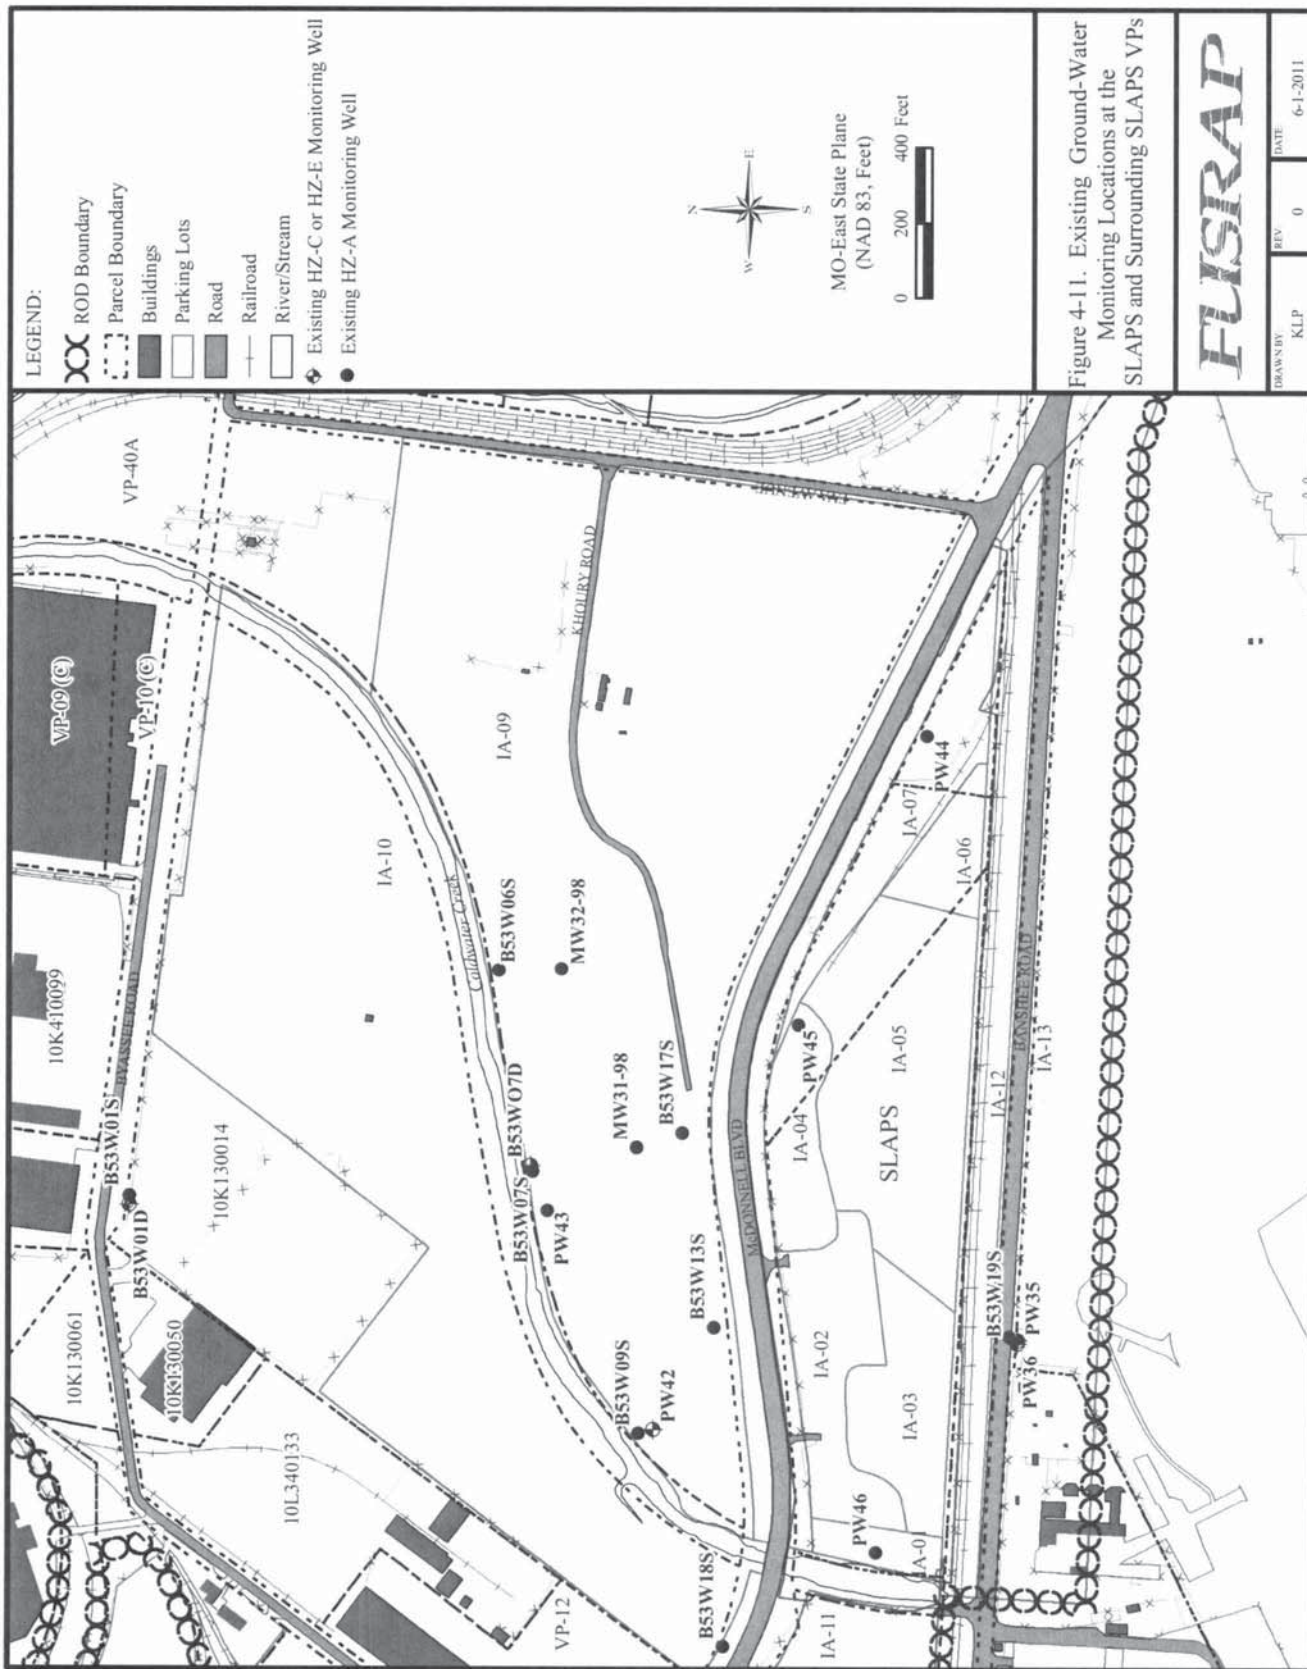 LEGEND:
ROD Boundary
Parcel Boundary
Buildings
Parking Lots
Road
Railroad
River/Stream
Existing HZ-C or HZ-E Monitoring Well
Existing HZ-A Monitoring Well
N
W
E
S
MO-East State Plane
(NAD 83, Feet)
0 200 400 Feet
Figure 4-11. Existing Ground-Water
Monitoring Locations at the
SLAPS and Surrounding SLAPS VPs
FUSRAP
DRAWN BY
KLP
REV
0
DATE
6-1-2011
VP-40A
VP-09 (C)
VP-10 (C)
10K410099
BYASSEE ROAD
B53W01S
B53W01D
10K130061
10K130014
10K130050
10L340133
VP-12
IA-10
IA-09
KHOURY ROAD
Coldwater Creek
B53W06S
MW32-98
B53WO7D
B53W07S
PW43
MW31-98
B53W17S
B53W13S
B53W09S
PW42
B53W18S
McDONNELL BLVD
PW44
IA-07
IA-06
PW45
IA-05
IA-04
SLAPS
IA-02
IA-03
PW46
IA-01
IA-11
IA-12
BANSHEE ROAD
IA-13
B53W19S
PW35
PW36